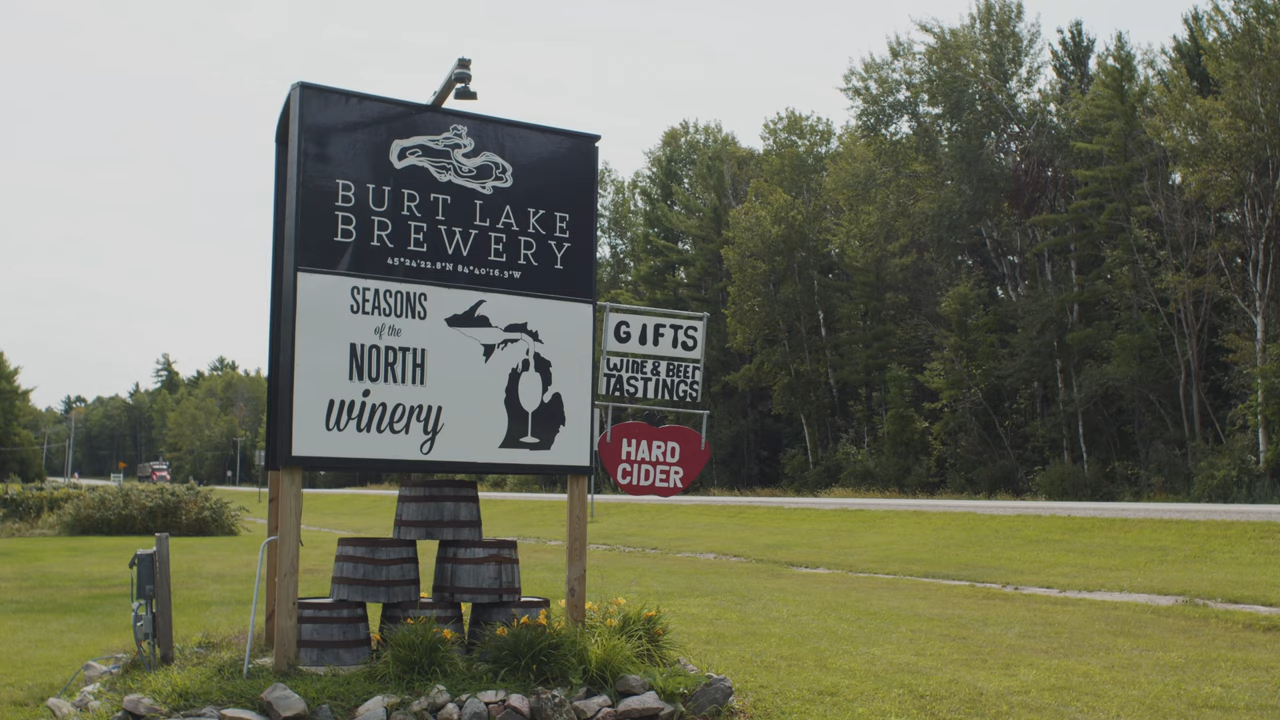 BURT LAKE
BREWERY
45°24'22.8"N 84°40'16.3"W
SEASONS
of the
NORTH
winery
GIFTS
WINE & BEER
TASTINGS
HARD
CIDER